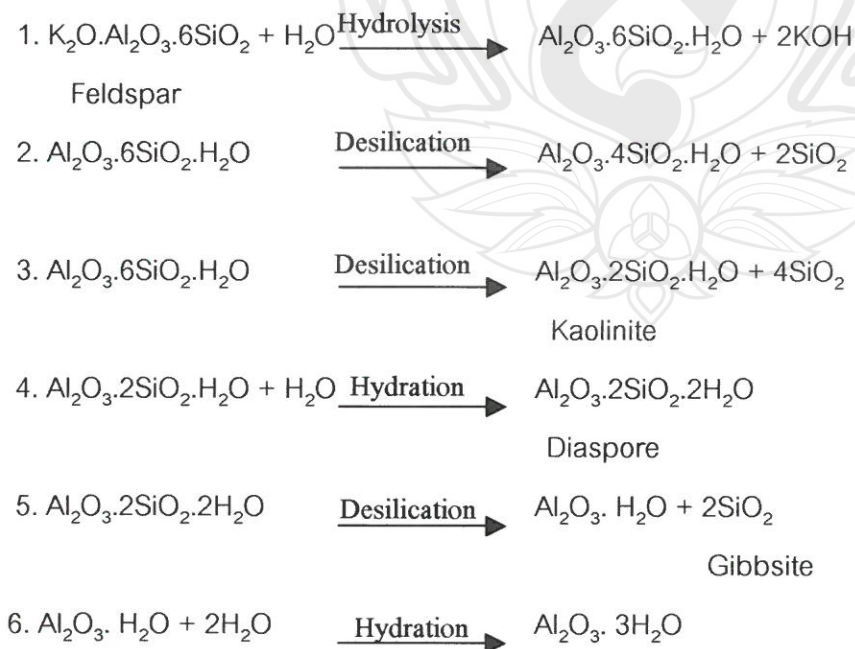 1. K₂O.Al₂O₃.6SiO₂ + H₂O Hydrolysis Al₂O₃.6SiO₂.H₂O + 2KOH
Feldspar
2. Al₂O₃.6SiO₂.H₂O Desilication Al₂O₃.4SiO₂.H₂O + 2SiO₂
3. Al₂O₃.6SiO₂.H₂O Desilication Al₂O₃.2SiO₂.H₂O + 4SiO₂
Kaolinite
4. Al₂O₃.2SiO₂.H₂O + H₂O Hydration Al₂O₃.2SiO₂.2H₂O
Diaspore
5. Al₂O₃.2SiO₂.2H₂O Desilication Al₂O₃. H₂O + 2SiO₂
Gibbsite
6. Al₂O₃. H₂O + 2H₂O Hydration Al₂O₃. 3H₂O